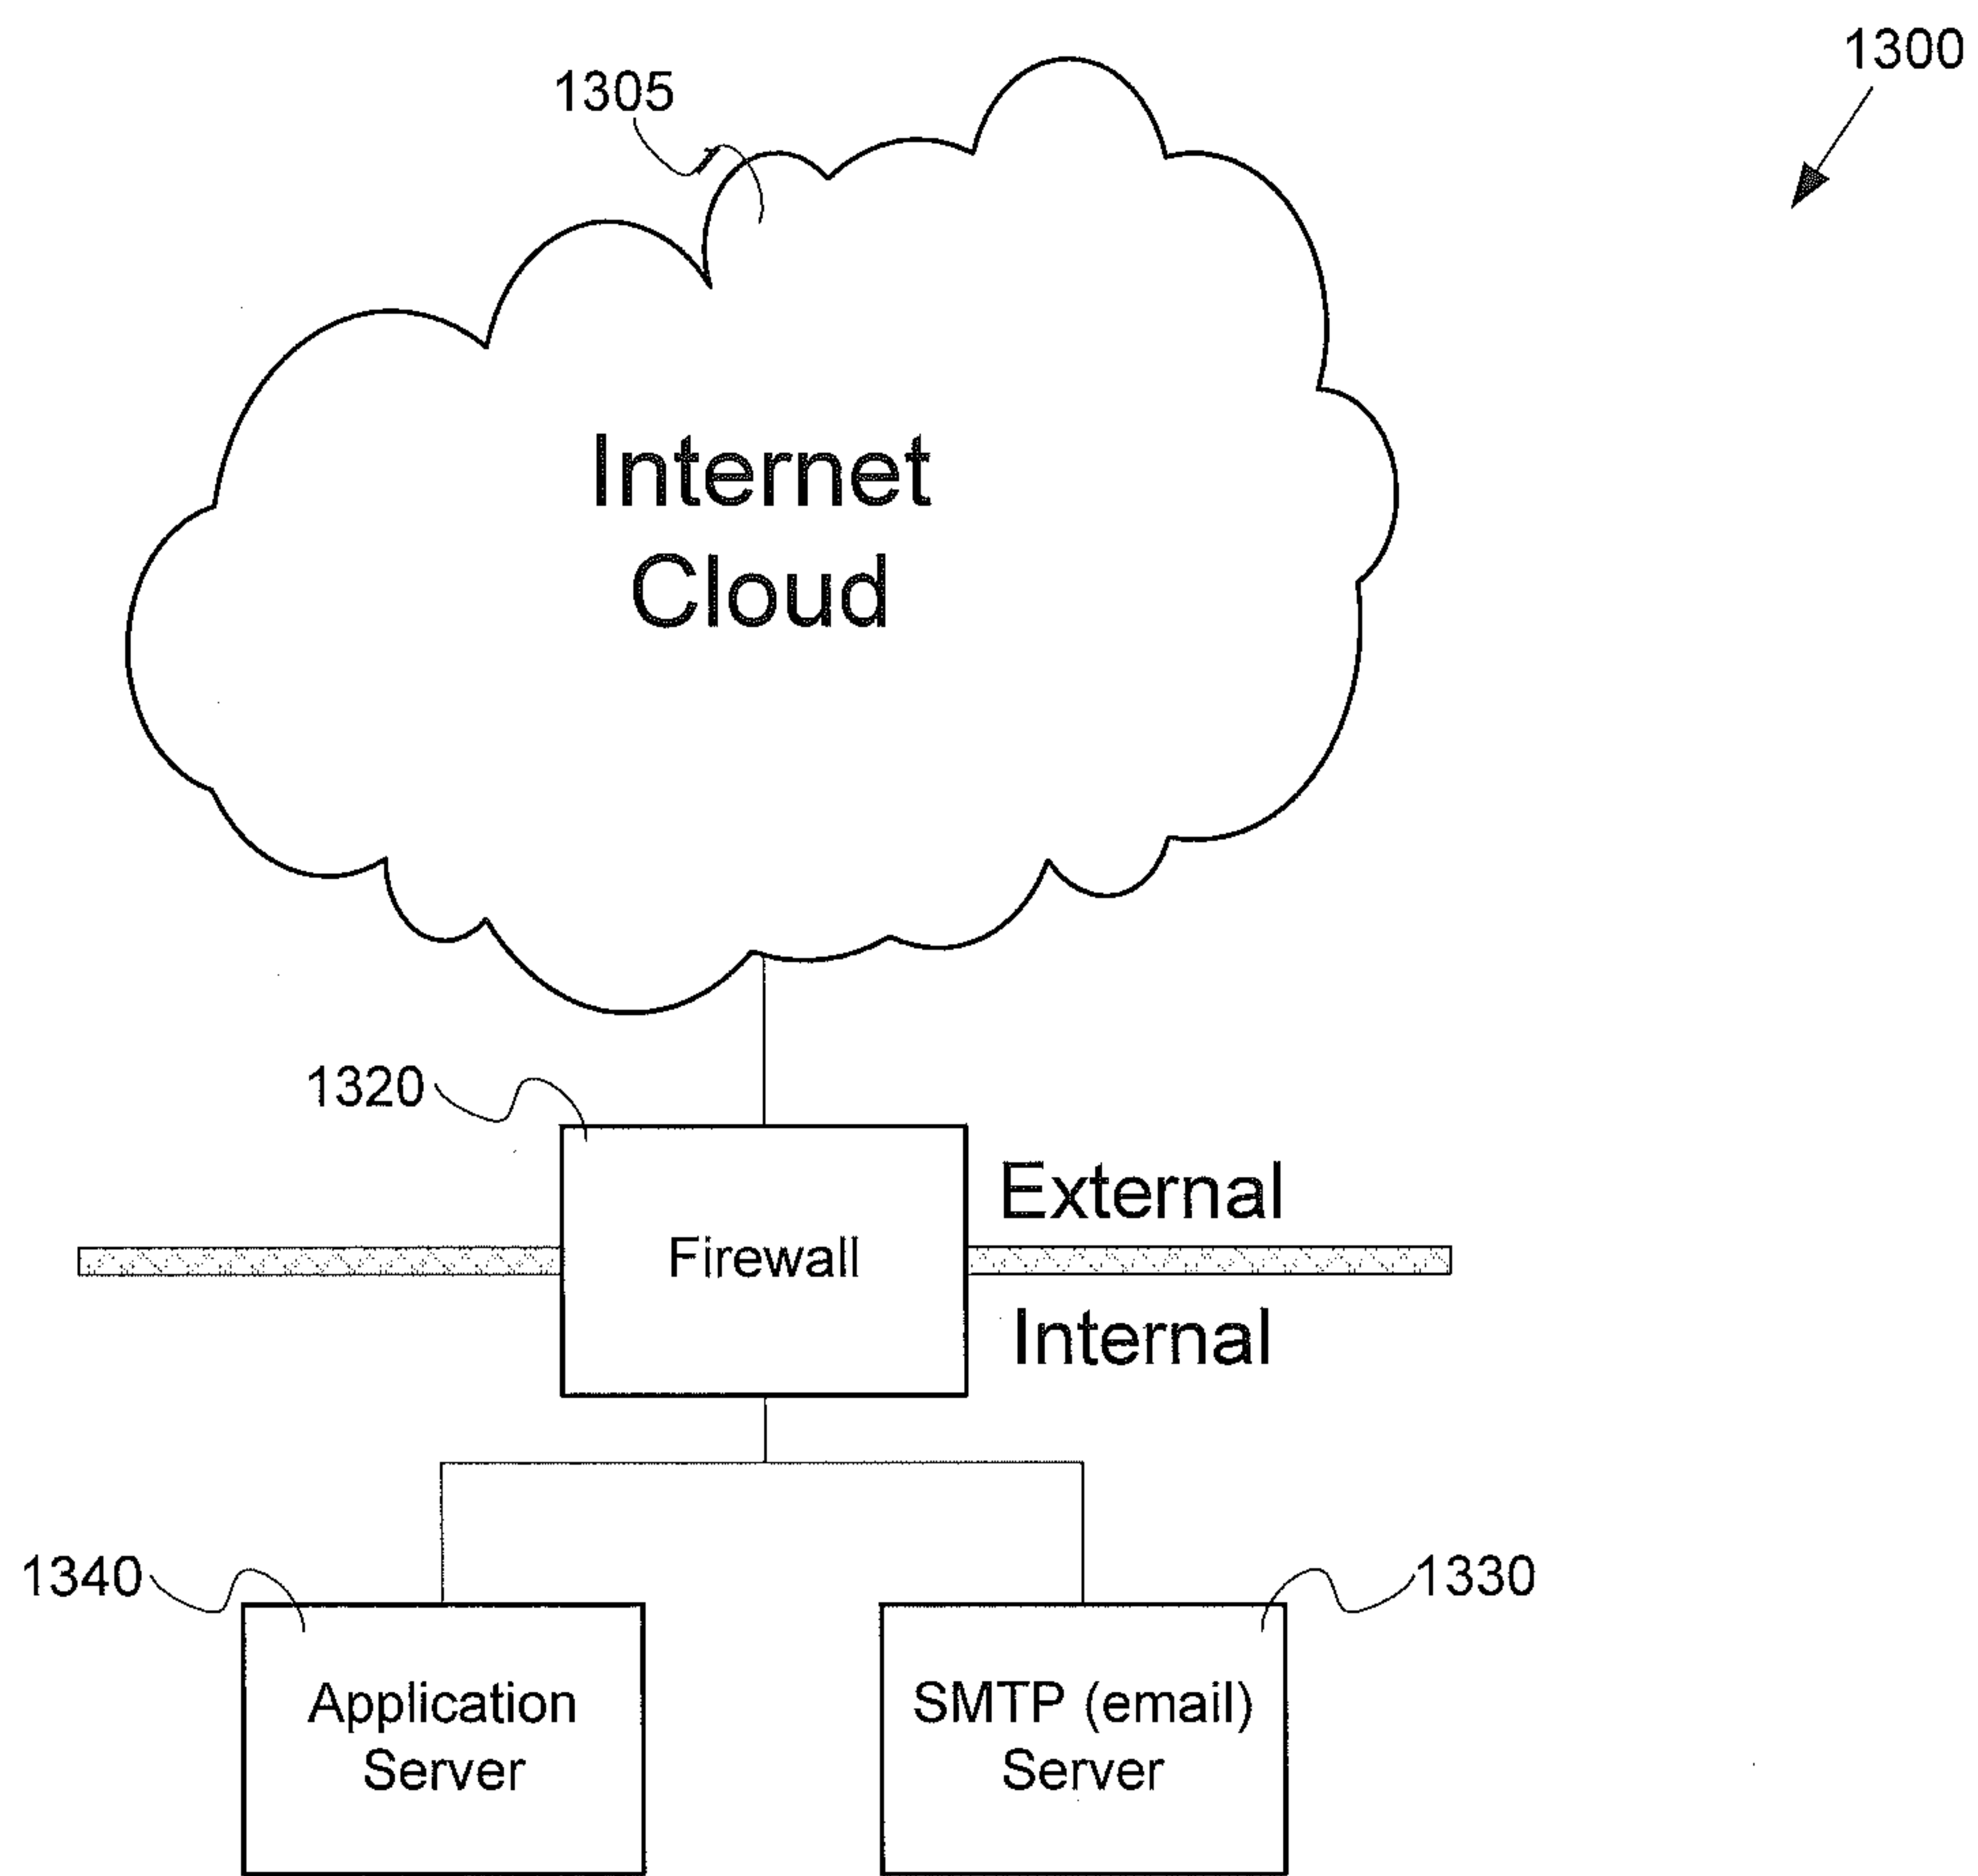 1300
1305
Internet
Cloud
1320
External
Firewall
Internal
1340
1330
Application
Server
SMTP (email)
Server